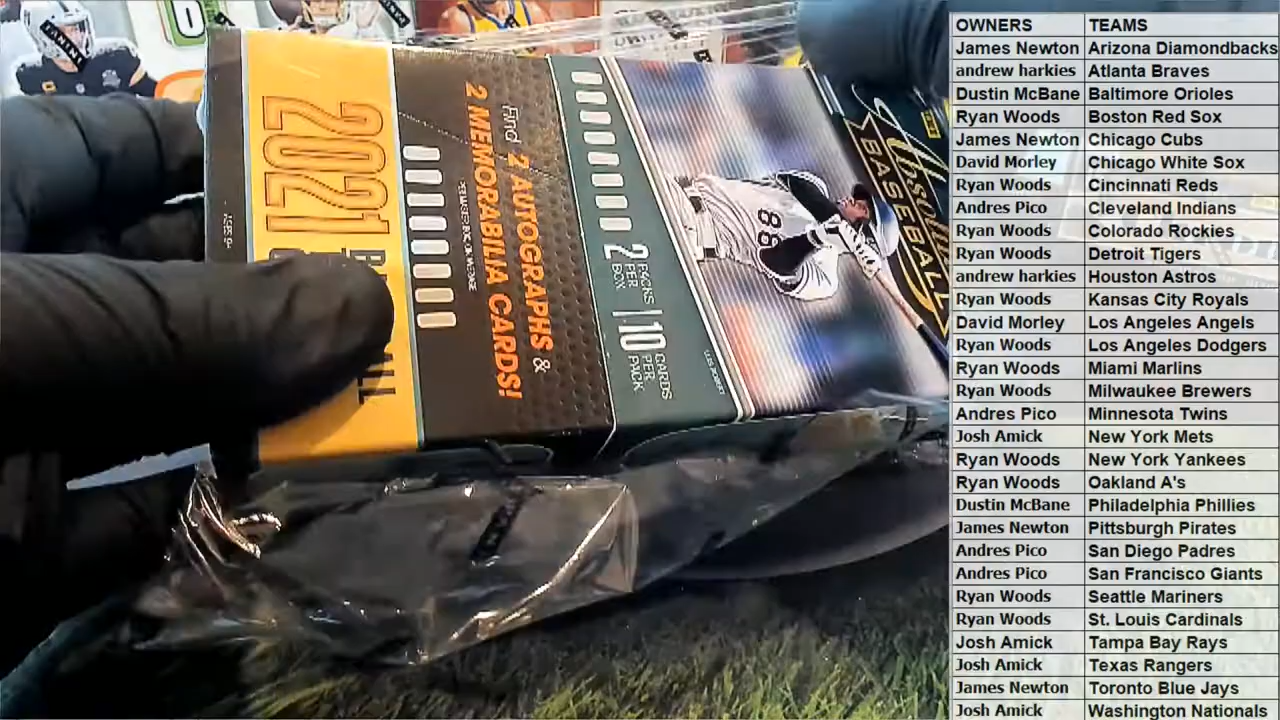 2021
Find 2 AUTOGRAPHS &
2 MEMORABILIA CARDS!
2 PACKS PER BOX | 10 CARDS PER PACK
Absolute
BASEBALL
88
LUIS ROBERT
OWNERS TEAMS
James Newton Arizona Diamondbacks
andrew harkies Atlanta Braves
Dustin McBane Baltimore Orioles
Ryan Woods Boston Red Sox
James Newton Chicago Cubs
David Morley Chicago White Sox
Ryan Woods Cincinnati Reds
Andres Pico Cleveland Indians
Ryan Woods Colorado Rockies
Ryan Woods Detroit Tigers
andrew harkies Houston Astros
Ryan Woods Kansas City Royals
David Morley Los Angeles Angels
Ryan Woods Los Angeles Dodgers
Ryan Woods Miami Marlins
Ryan Woods Milwaukee Brewers
Andres Pico Minnesota Twins
Josh Amick New York Mets
Ryan Woods New York Yankees
Ryan Woods Oakland A's
Dustin McBane Philadelphia Phillies
James Newton Pittsburgh Pirates
Andres Pico San Diego Padres
Andres Pico San Francisco Giants
Ryan Woods Seattle Mariners
Ryan Woods St. Louis Cardinals
Josh Amick Tampa Bay Rays
Josh Amick Texas Rangers
James Newton Toronto Blue Jays
Josh Amick Washington Nationals